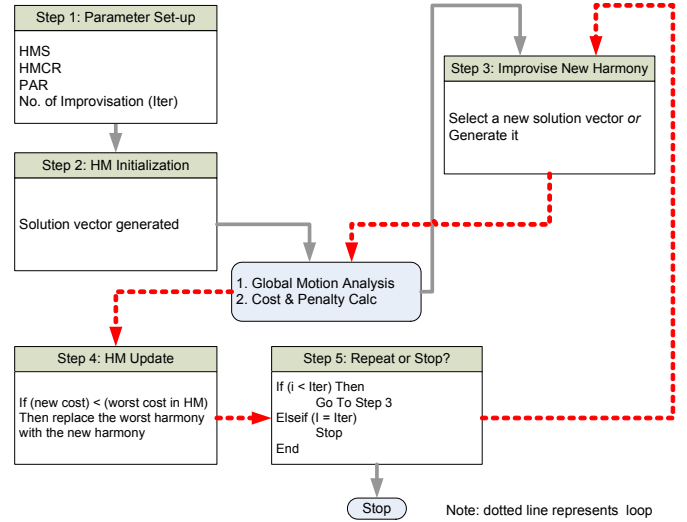 Step 1: Parameter Set-up
HMS
HMCR
PAR
No. of Improvisation (Iter)
Step 2: HM Initialization
Solution vector generated
Step 3: Improvise New Harmony
Select a new solution vector or
Generate it
1. Global Motion Analysis
2. Cost & Penalty Calc
Step 4: HM Update
If (new cost) < (worst cost in HM)
Then replace the worst harmony
with the new harmony
Step 5: Repeat or Stop?
If (i < Iter) Then
Go To Step 3
Elseif (I = Iter)
Stop
End
Stop
Note: dotted line represents loop